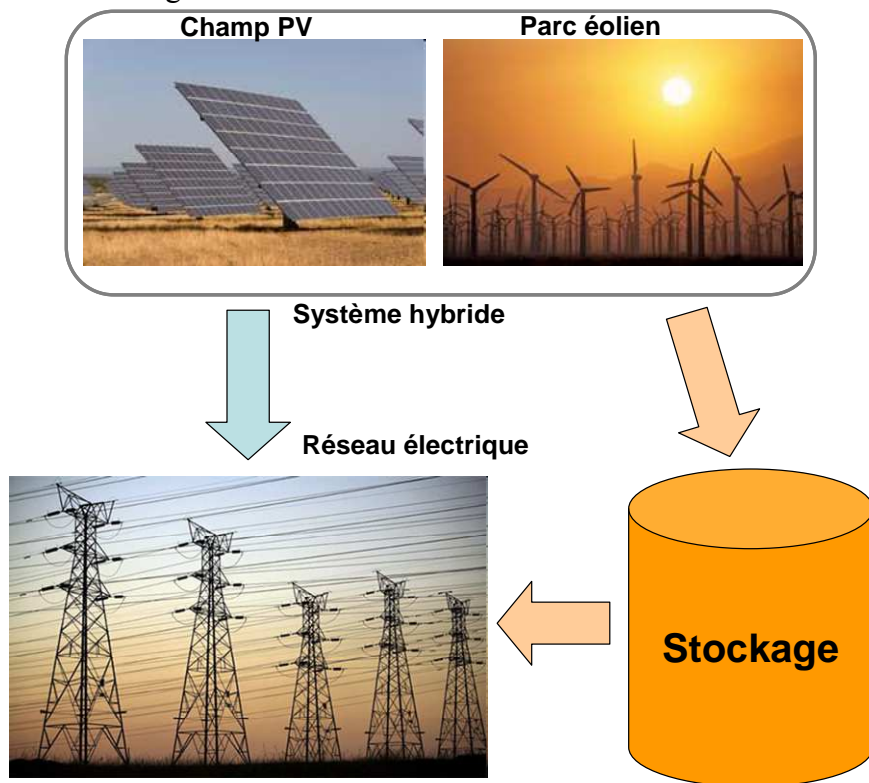 Champ PV
Parc éolien
Système hybride
Réseau électrique
Stockage